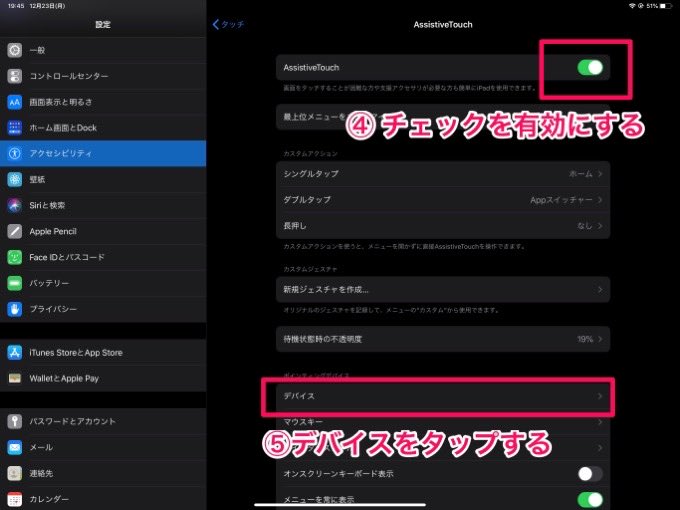 19:45 12月23日(月)
51%
設定
一般
コントロールセンター
画面表示と明るさ
ホーム画面とDock
アクセシビリティ
壁紙
Siriと検索
Apple Pencil
Face IDとパスコード
バッテリー
プライバシー
iTunes StoreとApp Store
WalletとApple Pay
パスワードとアカウント
メール
連絡先
カレンダー
タッチ
AssistiveTouch
AssistiveTouch
画面をタッチすることが困難な方や支援アクセサリが必要な方も簡単にiPadを使用できます。
最上位メニューを
④ チェックを有効にする
カスタムアクション
シングルタップ ホーム
ダブルタップ Appスイッチャー
長押し なし
カスタムアクションを使うと、メニューを開かずに直接AssistiveTouchを操作できます。
カスタムジェスチャ
新規ジェスチャを作成...
オリジナルのジェスチャを記録して、メニューの"カスタム"から使用できます。
待機状態時の不透明度 19%
ポインティングデバイス
デバイス
マウスキー
⑤デバイスをタップする
オンスクリーンキーボード表示
メニューを常に表示